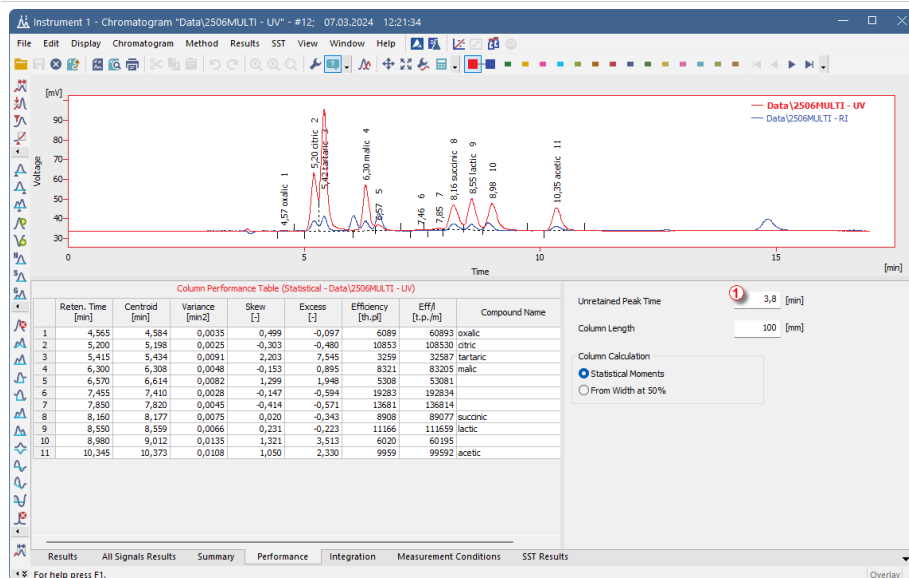 Instrument 1 - Chromatogram "Data\2506MULTI - UV" - #12; 07.03.2024 12:21:34
File Edit Display Chromatogram Method Results SST View Window Help
[mV]
Data\2506MULTI - UV
Data\2506MULTI - RI
90
80
70
60
50
40
30
Voltage
4,57 oxalic 1
5,20 citric 2
5,42 tartaric 3
6,30 malic 4
6,57 5
7,46 6
7,85 7
8,16 succinic 8
8,55 lactic 9
8,98 10
10,35 acetic 11
0 5 10 15
Time [min]
Column Performance Table (Statistical - Data\2506MULTI - UV)
Reten. Time [min] Centroid [min] Variance [min2] Skew [-] Excess [-] Efficiency [th.pl] Eff/l [t.p./m] Compound Name
1 4,565 4,584 0,0035 0,499 -0,097 6089 60893 oxalic
2 5,200 5,198 0,0025 -0,303 -0,480 10853 108530 citric
3 5,415 5,434 0,0091 2,203 7,545 3259 32587 tartaric
4 6,300 6,308 0,0048 -0,153 0,895 8321 83205 malic
5 6,570 6,614 0,0082 1,299 1,948 5308 53081
6 7,455 7,410 0,0028 -0,147 -0,594 19283 192834
7 7,850 7,820 0,0045 -0,414 -0,571 13681 136814
8 8,160 8,177 0,0075 0,020 -0,343 8908 89077 succinic
9 8,550 8,559 0,0066 0,231 -0,223 11166 111659 lactic
10 8,980 9,012 0,0135 1,321 3,513 6020 60195
11 10,345 10,373 0,0108 1,050 2,330 9959 99592 acetic
Unretained Peak Time 1 3,8 [min]
Column Length 100 [mm]
Column Calculation
Statistical Moments
From Width at 50%
Results All Signals Results Summary Performance Integration Measurement Conditions SST Results
For help press F1.
Overlay